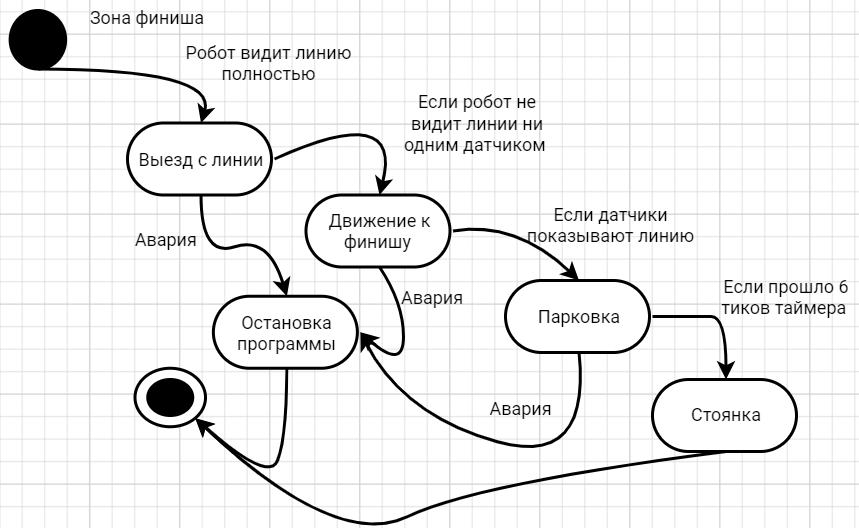 Зона финиша
Робот видит линию
полностью
Если робот не
видит линии ни
одним датчиком
Выезд с линии
Движение к
финишу
Если датчики
показывают линию
Авария
Авария
Если прошло 6
тиков таймера
Остановка
программы
Парковка
Авария
Стоянка